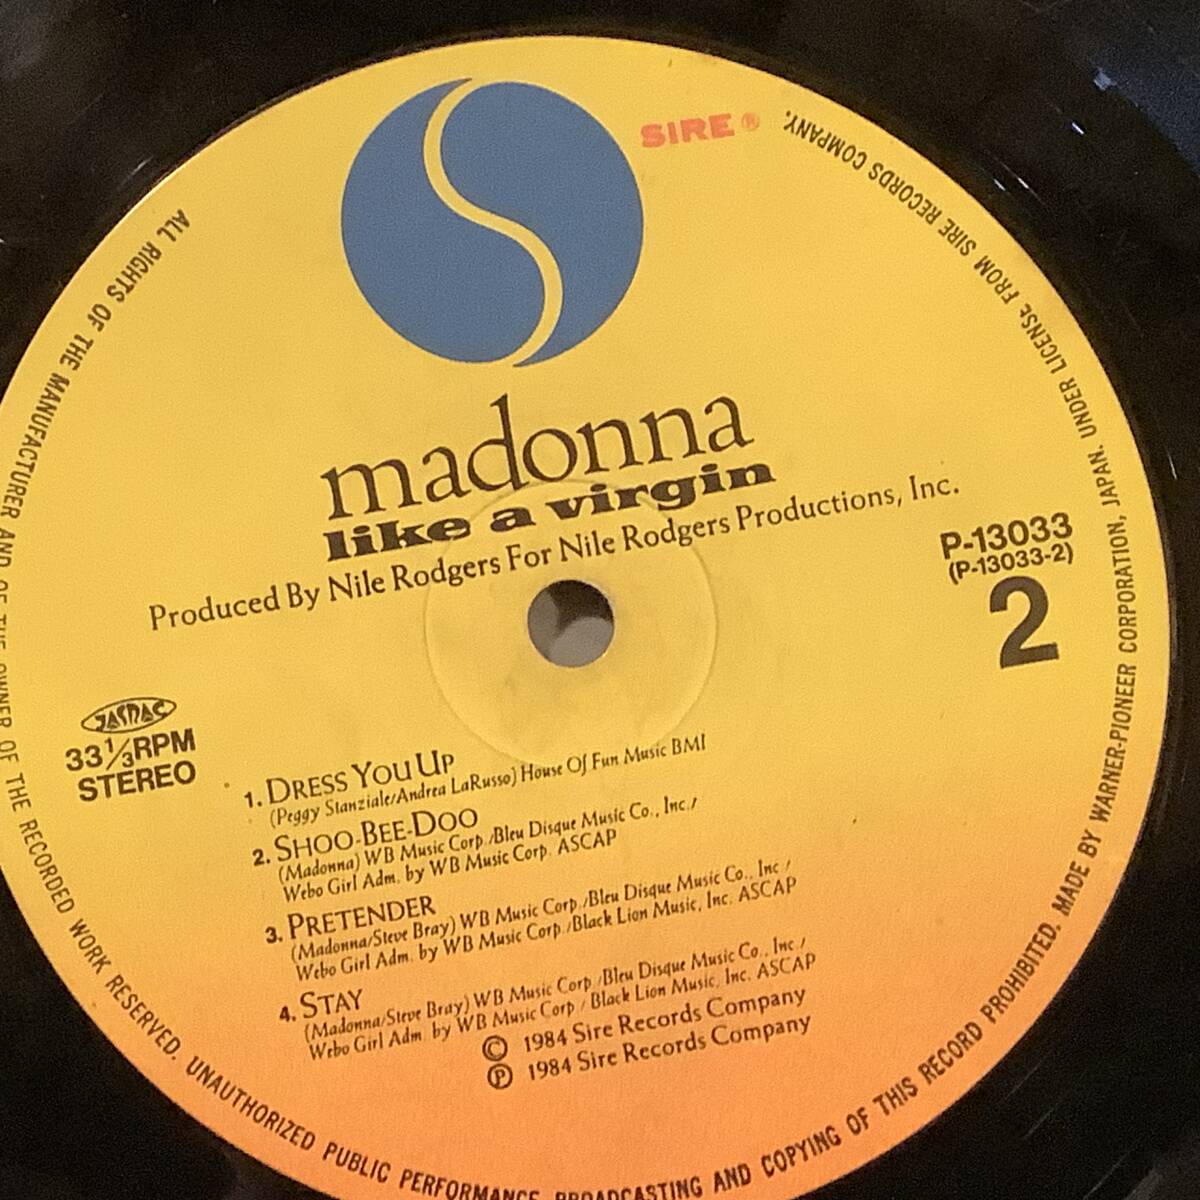 SIRE ®
madonna
like a virgin
Produced By Nile Rodgers For Nile Rodgers Productions, Inc.
P-13033
(P-13033-2)
2
JASRAC
33 1/3 RPM
STEREO
1. DRESS YOU UP
(Peggy Stanziale/Andrea LaRusso) House Of Fun Music BMI
2. SHOO-BEE-DOO
(Madonna) WB Music Corp./Bleu Disque Music Co., Inc./
Webo Girl Adm. by WB Music Corp. ASCAP
3. PRETENDER
(Madonna/Steve Bray) WB Music Corp./Bleu Disque Music Co., Inc./
Webo Girl Adm. by WB Music Corp./Black Lion Music, Inc. ASCAP
4. STAY
(Madonna/Steve Bray) WB Music Corp./Bleu Disque Music Co., Inc./
Webo Girl Adm. by WB Music Corp./ Black Lion Music, Inc. ASCAP
© 1984 Sire Records Company
℗ 1984 Sire Records Company
ALL RIGHTS OF THE MANUFACTURER AND OF THE OWNER OF THE RECORDED WORK RESERVED. UNAUTHORIZED PUBLIC PERFORMANCE BROADCASTING AND COPYING OF THIS RECORD PROHIBITED. MADE BY WARNER-PIONEER CORPORATION, JAPAN. UNDER LICENSE FROM SIRE RECORDS COMPANY,